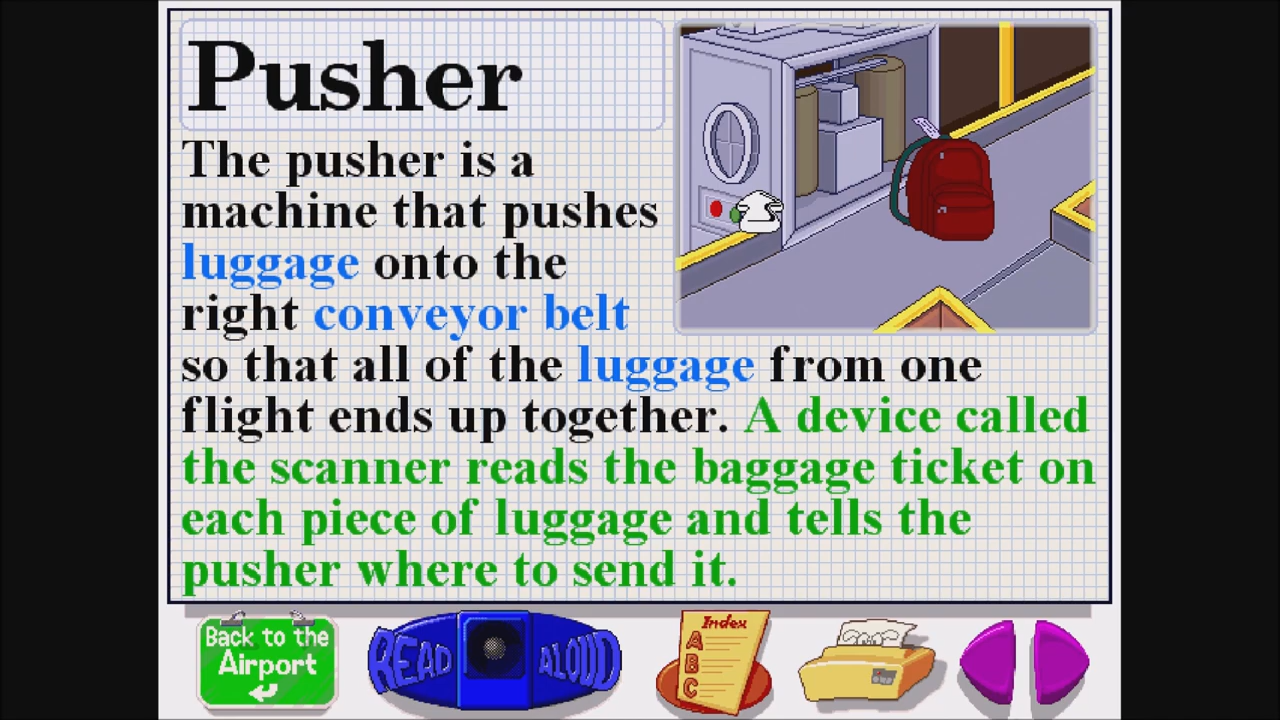 Pusher
The pusher is a
machine that pushes
luggage onto the
right conveyor belt
so that all of the luggage from one
flight ends up together. A device called
the scanner reads the baggage ticket on
each piece of luggage and tells the
pusher where to send it.
Back to the
Airport
READ ALOUD
Index
A
B
C